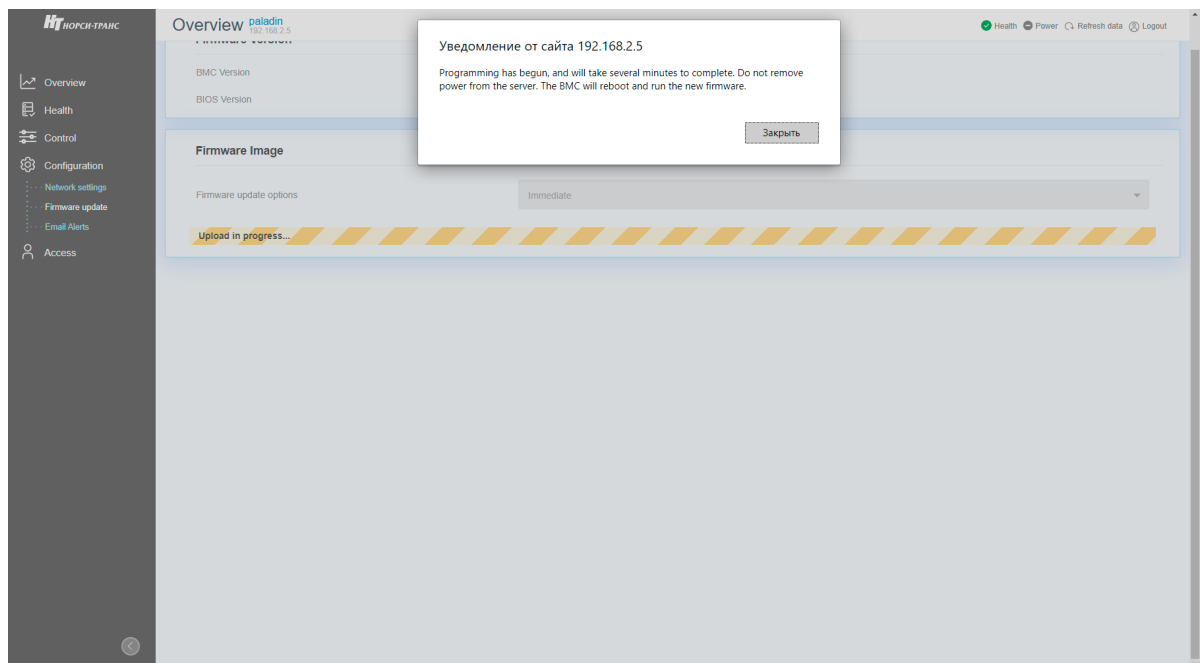 НТ НОРСИ-ТРАНС
Overview paladin
192.168.2.5
Health Power Refresh data Logout
Overview
Health
Control
Configuration
Network settings
Firmware update
Email Alerts
Access
BMC Version
BIOS Version
Уведомление от сайта 192.168.2.5
Programming has begun, and will take several minutes to complete. Do not remove
power from the server. The BMC will reboot and run the new firmware.
Закрыть
Firmware Image
Firmware update options
Immediate
Upload in progress...